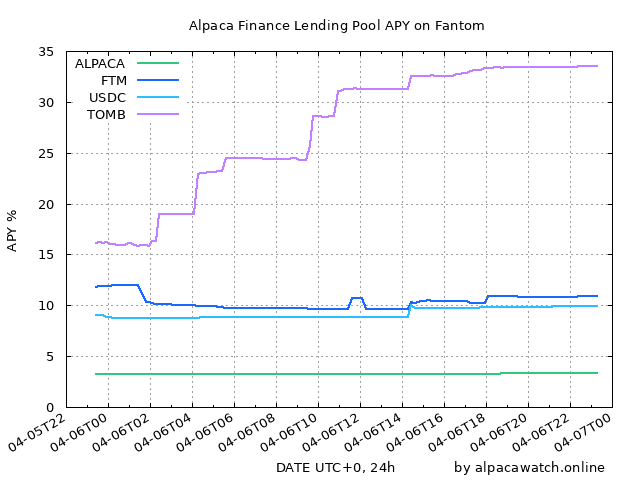 Alpaca Finance Lending Pool APY on Fantom
35
30
25
20
15
10
5
0
APY %
ALPACA
FTM
USDC
TOMB
04-05T22
04-06T00
04-06T02
04-06T04
04-06T06
04-06T08
04-06T10
04-06T12
04-06T14
04-06T16
04-06T18
04-06T20
04-06T22
04-07T00
DATE UTC+0, 24h
by alpacawatch.online